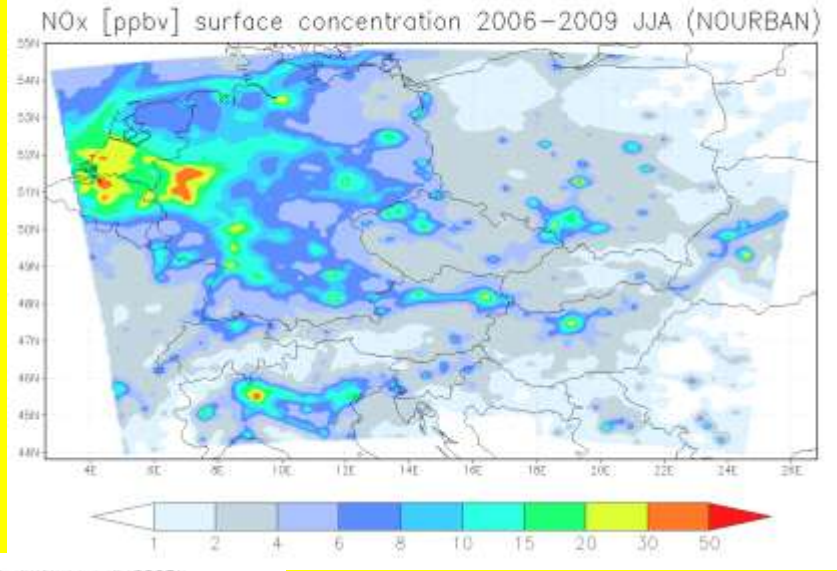 NOx [ppbv] surface concentration 2006−2009 JJA (NOURBAN)
55N
54N
53N
52N
51N
50N
49N
48N
47N
46N
45N
44N
4E 6E 8E 10E 12E 14E 16E 18E 20E 22E 24E 26E
1 2 4 6 8 10 15 20 30 50